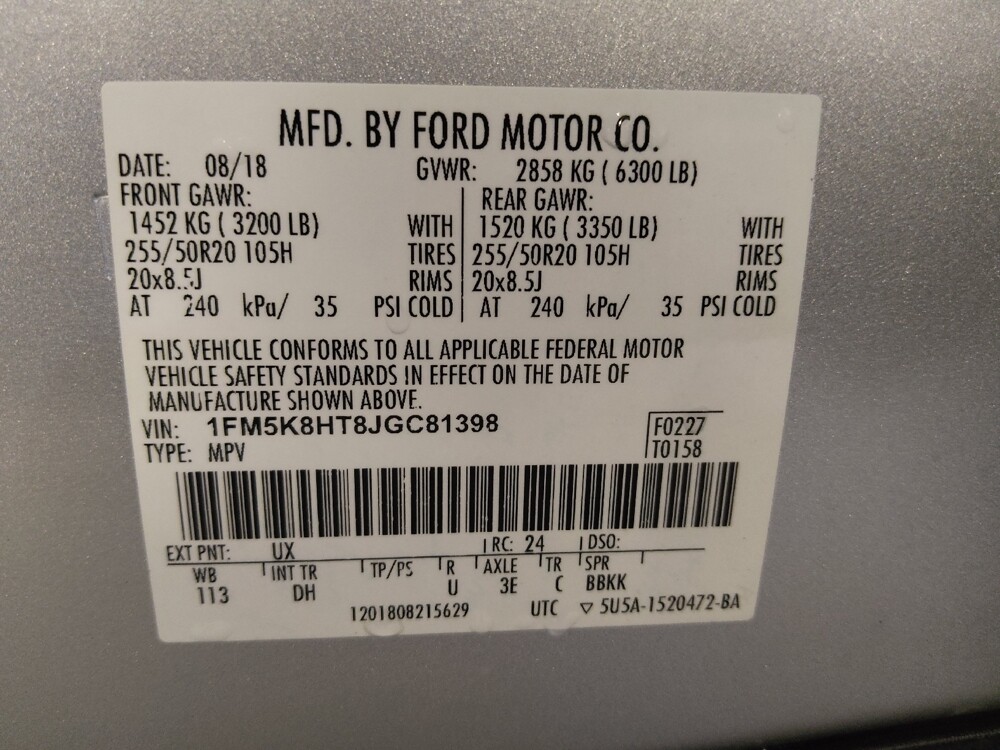 MFD. BY FORD MOTOR CO.
DATE: 08/18 GVWR: 2858 KG ( 6300 LB)
FRONT GAWR: REAR GAWR:
1452 KG ( 3200 LB) WITH 1520 KG ( 3350 LB) WITH
255/50R20 105H TIRES 255/50R20 105H TIRES
20x8.5J RIMS 20x8.5J RIMS
AT 240 kPa/ 35 PSI COLD AT 240 kPa/ 35 PSI COLD
THIS VEHICLE CONFORMS TO ALL APPLICABLE FEDERAL MOTOR
VEHICLE SAFETY STANDARDS IN EFFECT ON THE DATE OF
MANUFACTURE SHOWN ABOVE.
VIN: 1FM5K8HT8JGC81398 F0227
TYPE: MPV T0158
EXT PNT: UX RC: 24 DSO:
WB INT TR TP/PS R AXLE TR SPR
113 DH U 3E C BBKK
1201808215629 UTC ▽ 5U5A-1520472-BA